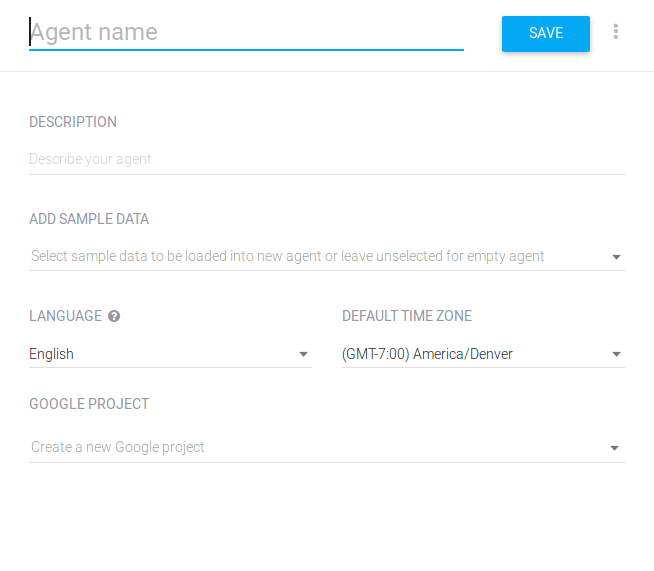 Agent name
SAVE
DESCRIPTION
Describe your agent
ADD SAMPLE DATA
Select sample data to be loaded into new agent or leave unselected for empty agent
LANGUAGE ?
DEFAULT TIME ZONE
English
(GMT-7:00) America/Denver
GOOGLE PROJECT
Create a new Google project